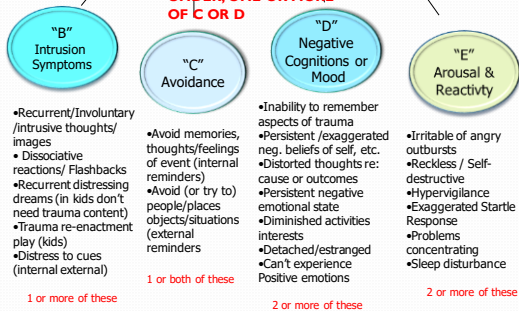 OF C OR D
"B"
Intrusion
Symptoms
"C"
Avoidance
"D"
Negative
Cognitions or
Mood
"E"
Arousal &
Reactivty
•Recurrent/Involuntary
/intrusive thoughts/
images
• Dissociative
reactions/ Flashbacks
•Recurrent distressing
dreams (in kids don't
need trauma content)
•Trauma re-enactment
play (kids)
•Distress to cues
(internal external)
1 or more of these
•Avoid memories,
thoughts/feelings
of event (internal
reminders)
•Avoid (or try to)
people/places
objects/situations
(external
reminders
1 or both of these
•Inability to remember
aspects of trauma
•Persistent /exaggerated
neg. beliefs of self, etc.
•Distorted thoughts re:
cause or outcomes
•Persistent negative
emotional state
•Diminished activities
interests
•Detached/estranged
•Can't experience
Positive emotions
2 or more of these
•Irritable of angry
outbursts
•Reckless / Self-
destructive
•Hypervigilance
•Exaggerated Startle
Response
•Problems
concentrating
•Sleep disturbance
2 or more of these